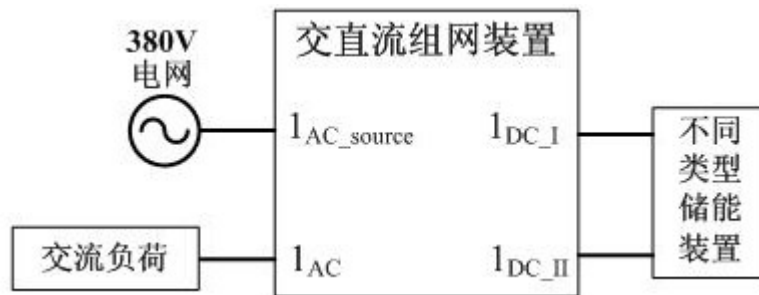 380V
电网
交直流组网装置
1AC_source
1DC_I
不同
类型
储能
装置
交流负荷
1AC
1DC_II